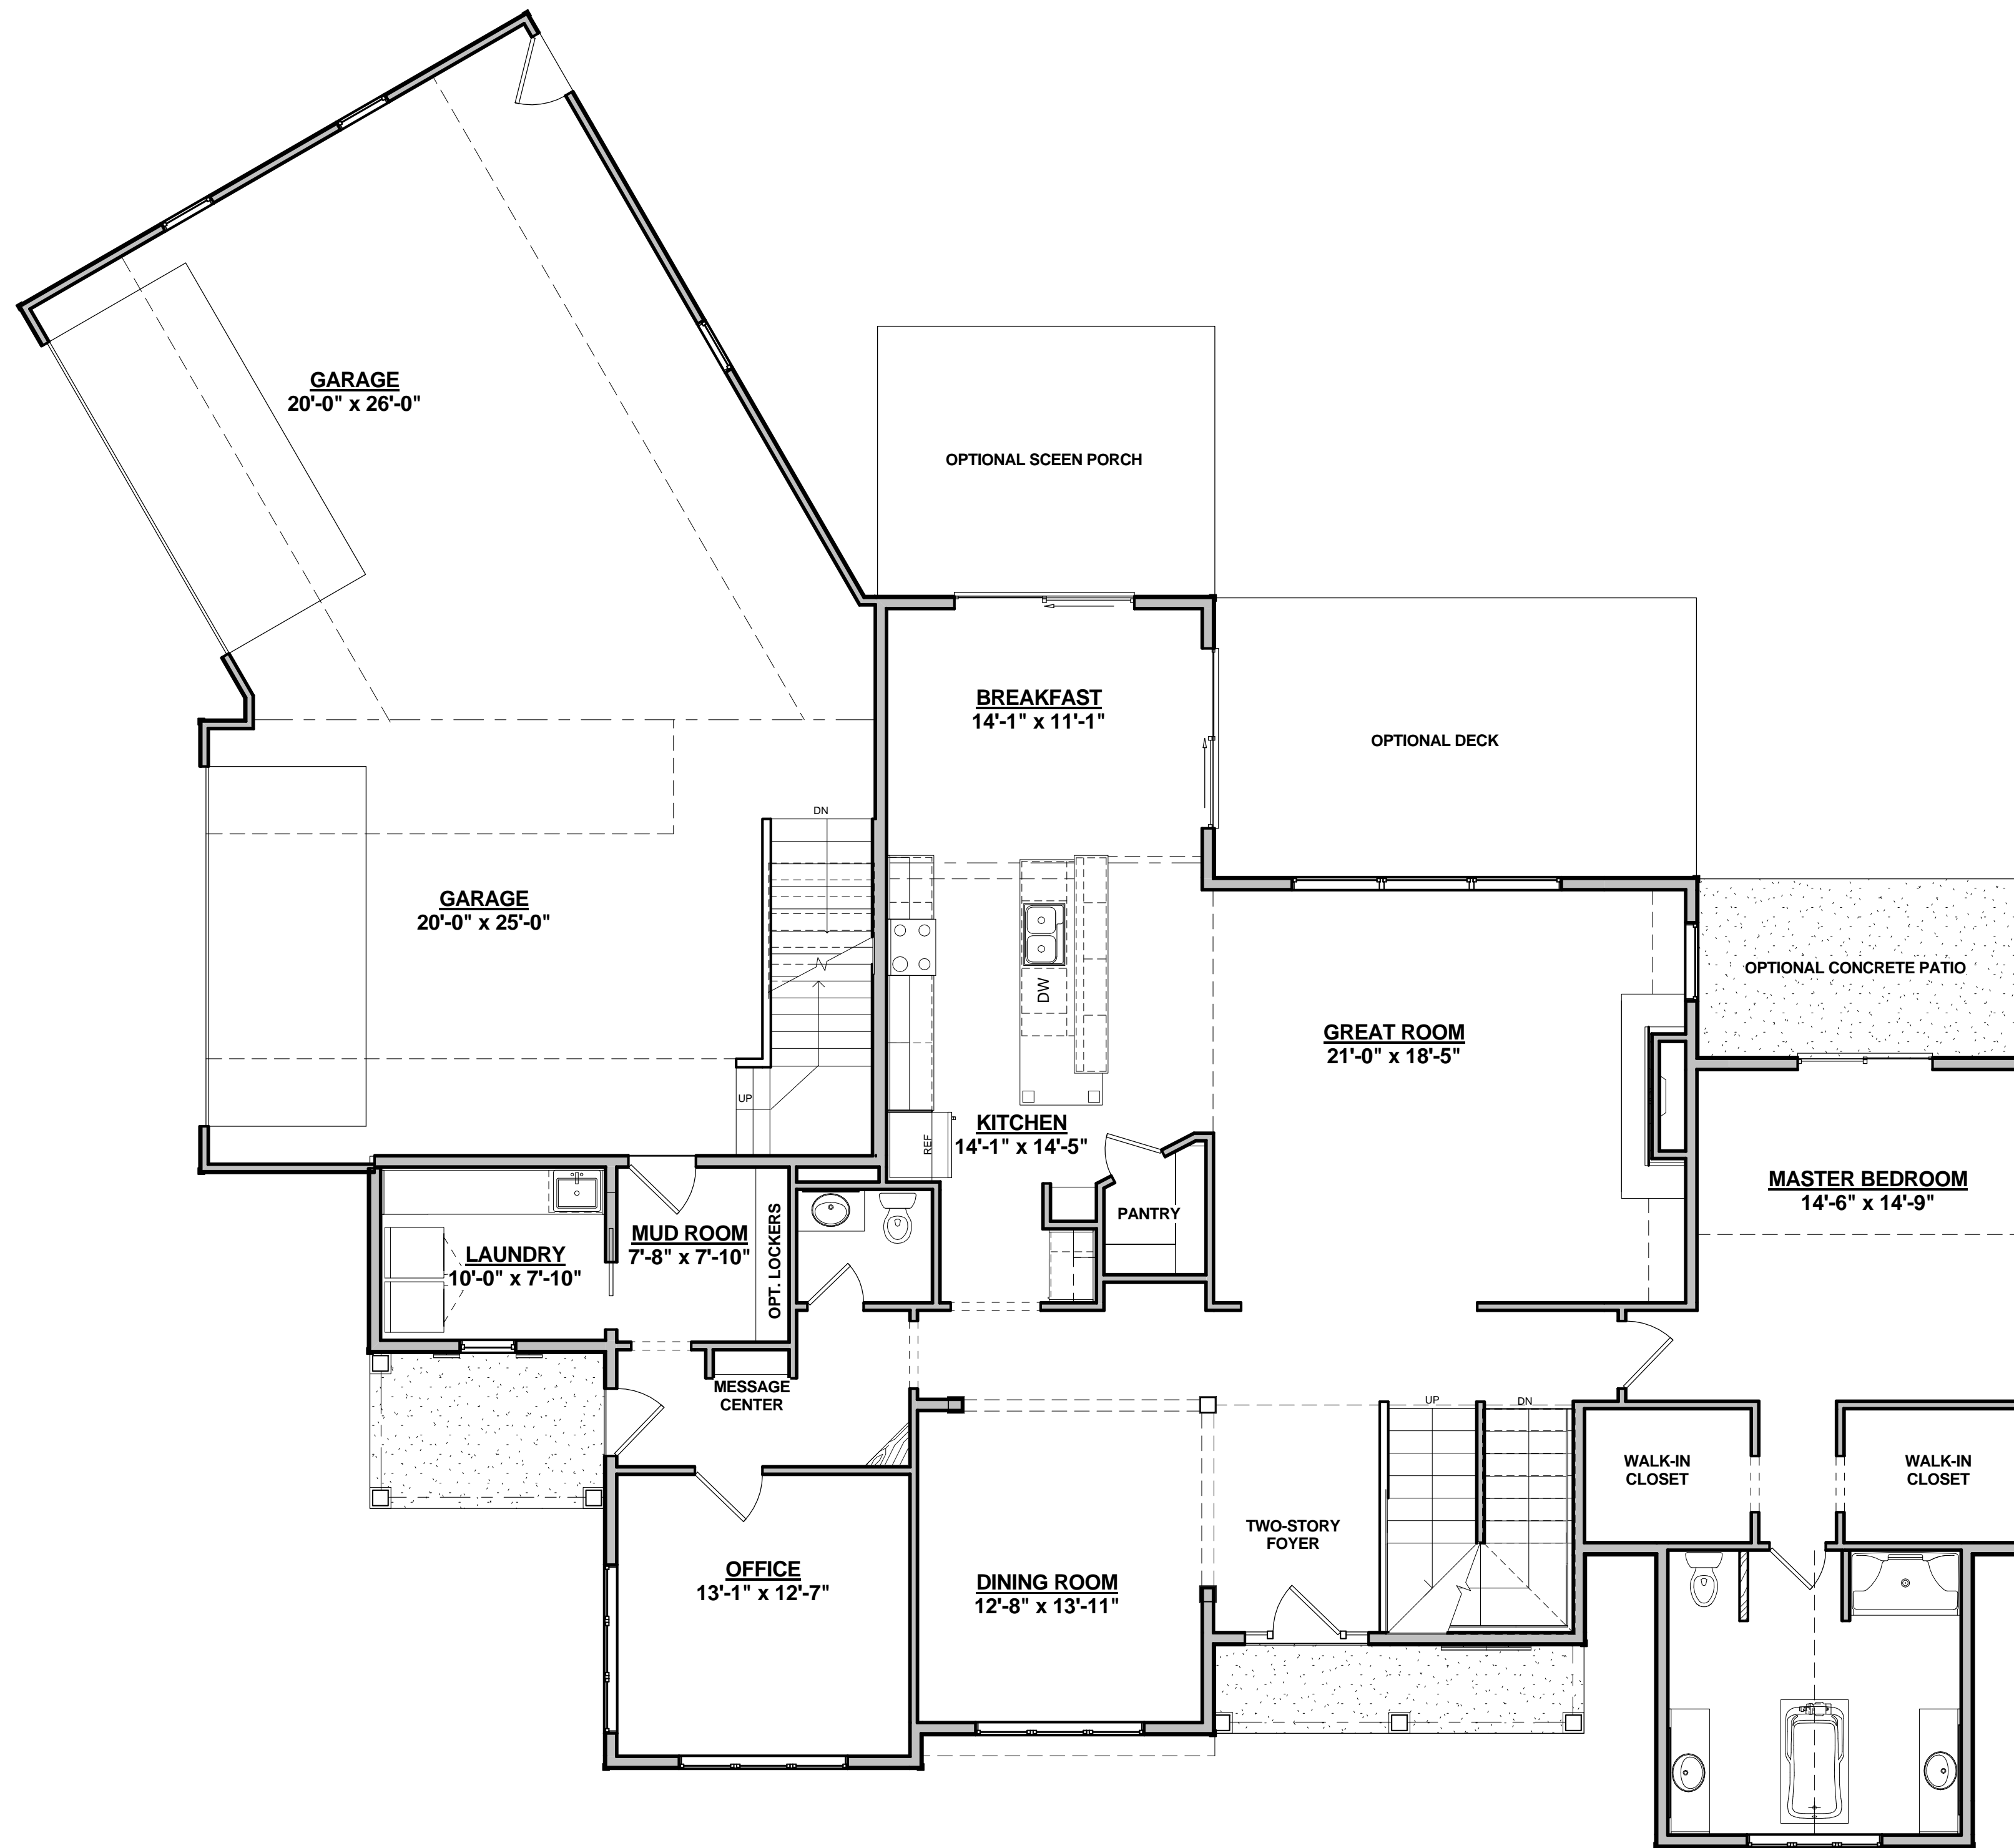 GARAGE
20'-0" x 26'-0"
OPTIONAL SCEEN PORCH
BREAKFAST
14'-1" x 11'-1"
OPTIONAL DECK
DN
GARAGE
20'-0" x 25'-0"
OPTIONAL CONCRETE PATIO
DW
GREAT ROOM
21'-0" x 18'-5"
UP
KITCHEN
14'-1" x 14'-5"
REF
MASTER BEDROOM
14'-6" x 14'-9"
PANTRY
MUD ROOM
7'-8" x 7'-10"
OPT. LOCKERS
LAUNDRY
10'-0" x 7'-10"
MESSAGE
CENTER
UP
DN
WALK-IN
CLOSET
WALK-IN
CLOSET
TWO-STORY
FOYER
OFFICE
13'-1" x 12'-7"
DINING ROOM
12'-8" x 13'-11"